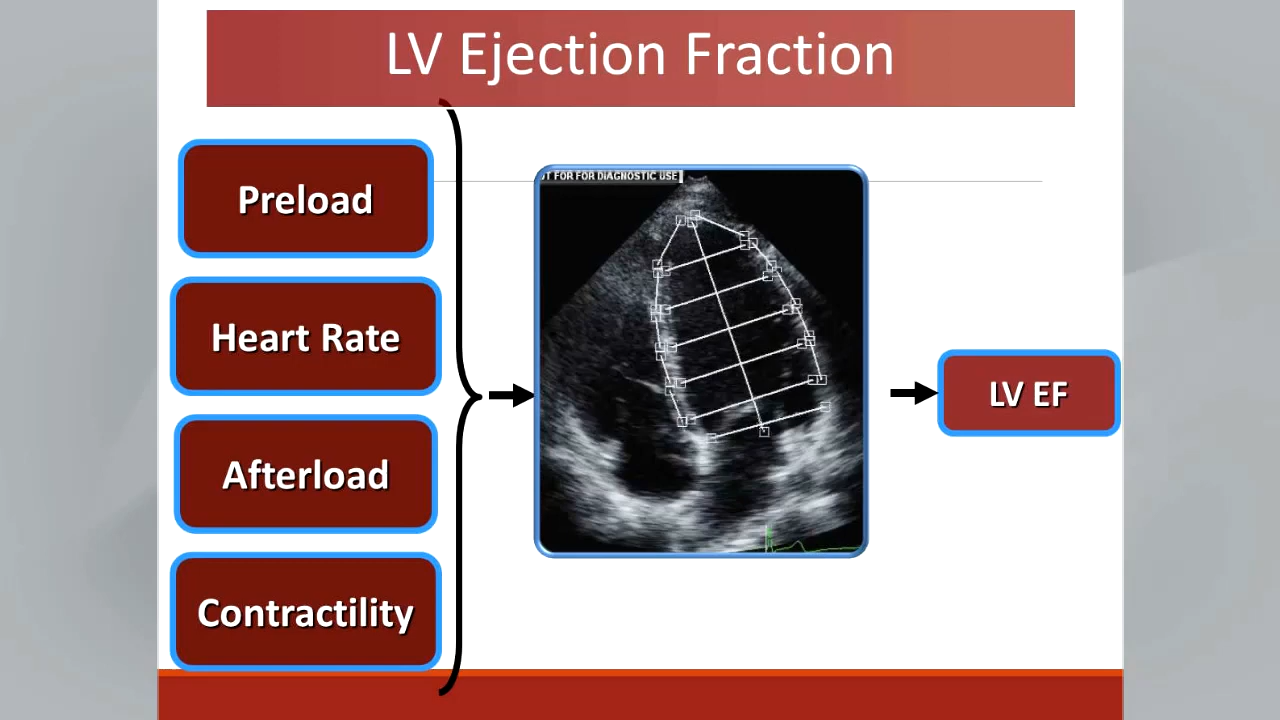 LV Ejection Fraction
Preload
Heart Rate
Afterload
Contractility
T FOR FOR DIAGNOSTIC USE]
LV EF